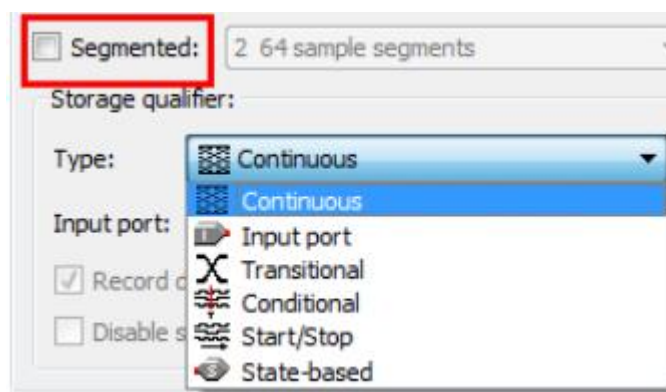 Segmented: 2 64 sample segments
Storage qualifier:
Type: Continuous
Continuous
Input port: Input port
Transitional
Record
Conditional
Disable Start/Stop
State-based